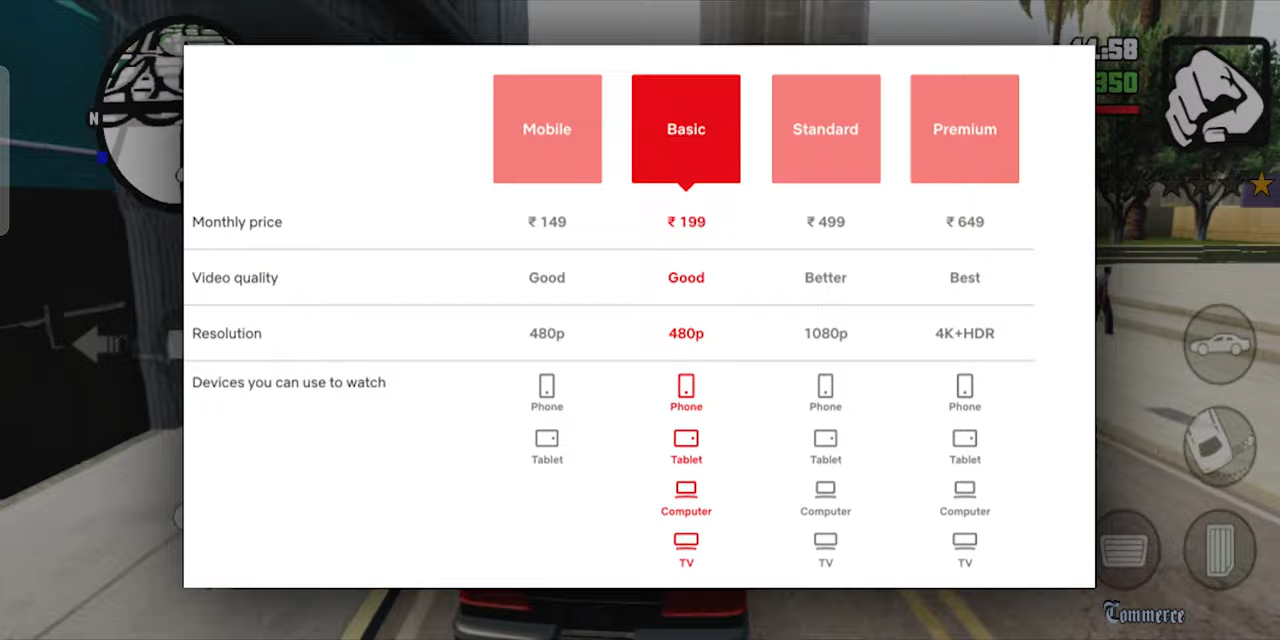 :58
350
N
Mobile Basic Standard Premium
Monthly price ₹ 149 ₹ 199 ₹ 499 ₹ 649
Video quality Good Good Better Best
Resolution 480p 480p 1080p 4K+HDR
Devices you can use to watch
Phone Phone Phone Phone
Tablet Tablet Tablet Tablet
Computer Computer Computer
TV TV TV
Commerce